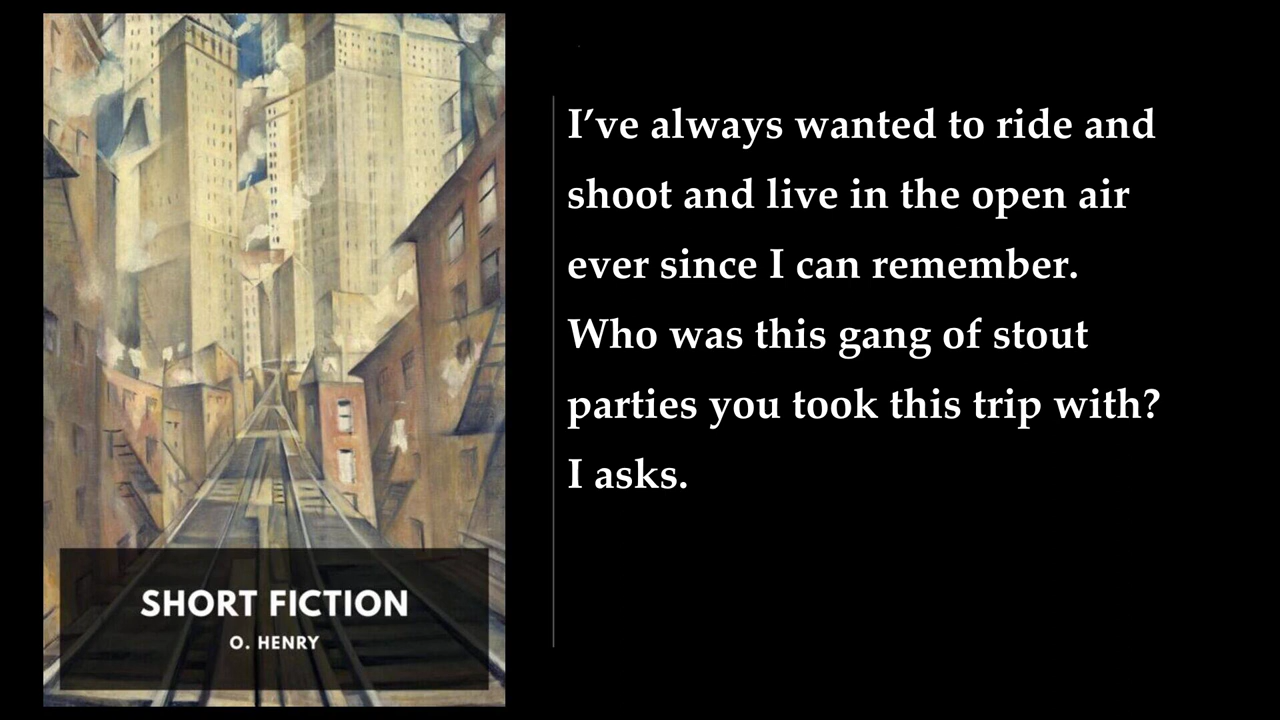 SHORT FICTION
O. HENRY
I’ve always wanted to ride and
shoot and live in the open air
ever since I can remember.
Who was this gang of stout
parties you took this trip with?
I asks.